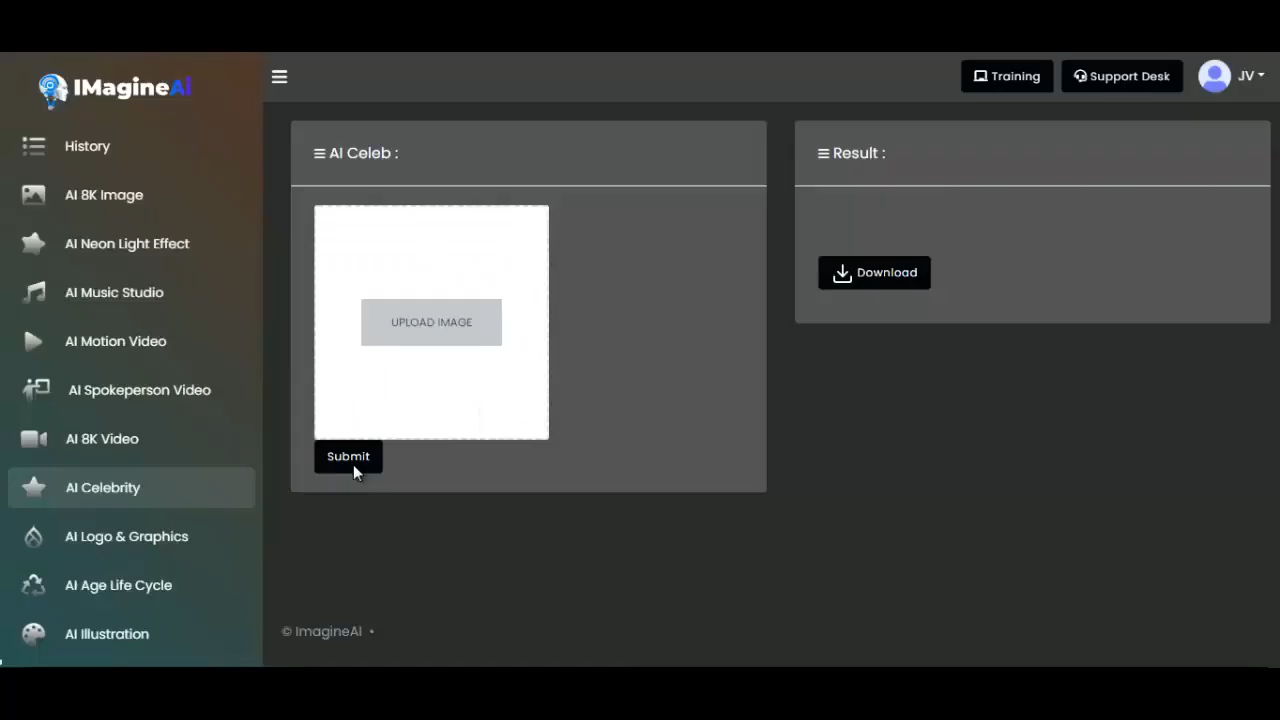 IMagineAi
Training
Support Desk
JV
History
AI 8K Image
AI Neon Light Effect
AI Music Studio
AI Motion Video
AI Spokeperson Video
AI 8K Video
AI Celebrity
AI Logo & Graphics
AI Age Life Cycle
AI Illustration
AI Celeb :
UPLOAD IMAGE
Submit
Result :
Download
© ImagineAI •